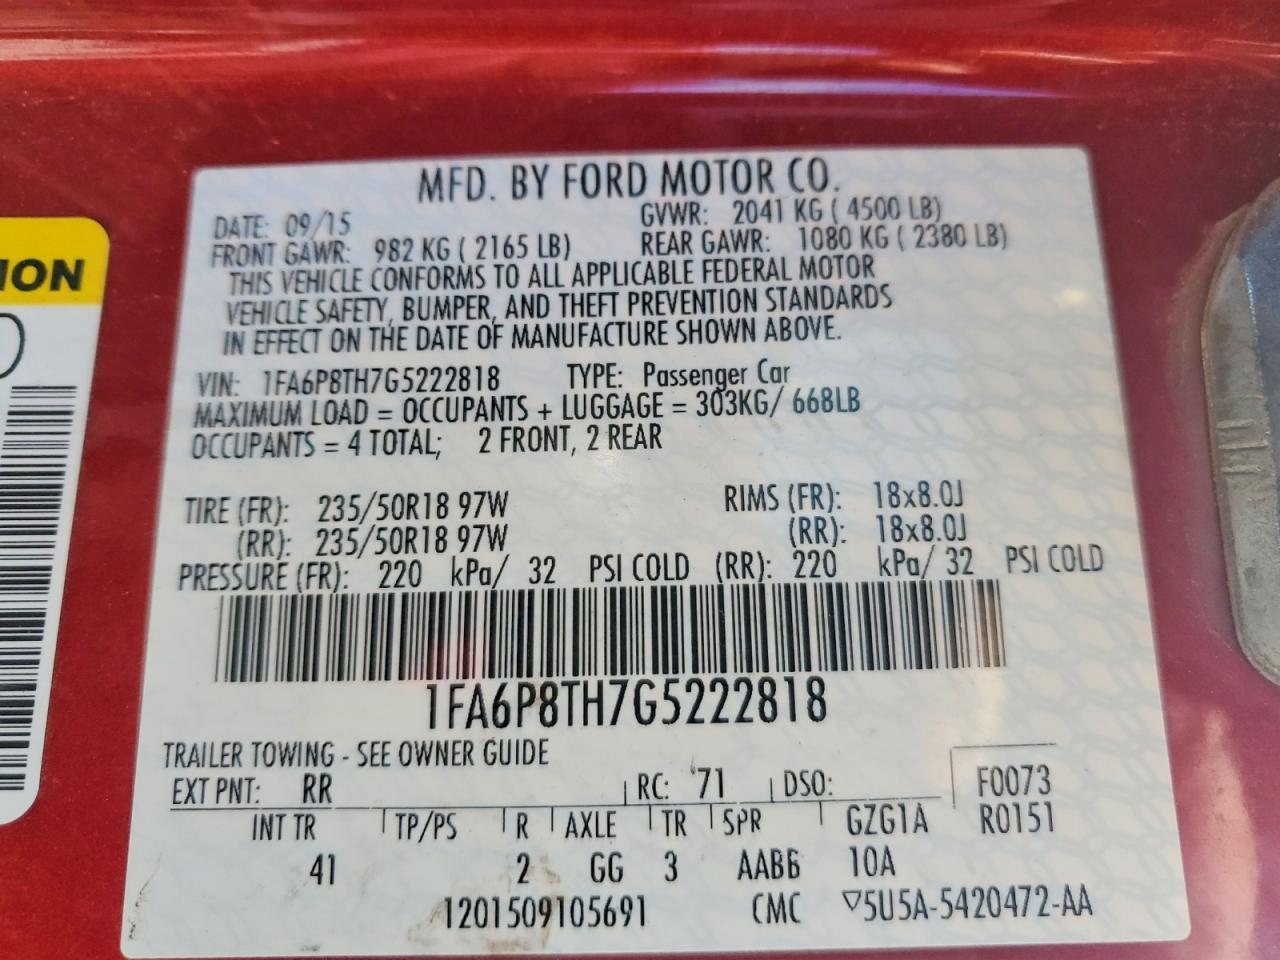 MFD. BY FORD MOTOR CO.
DATE: 09/15 GVWR: 2041 KG ( 4500 LB)
FRONT GAWR: 982 KG ( 2165 LB) REAR GAWR: 1080 KG ( 2380 LB)
THIS VEHICLE CONFORMS TO ALL APPLICABLE FEDERAL MOTOR
VEHICLE SAFETY, BUMPER, AND THEFT PREVENTION STANDARDS
IN EFFECT ON THE DATE OF MANUFACTURE SHOWN ABOVE.
ION
VIN: 1FA6P8TH7G5222818 TYPE: Passenger Car
MAXIMUM LOAD = OCCUPANTS + LUGGAGE = 303KG/ 668LB
OCCUPANTS = 4 TOTAL; 2 FRONT, 2 REAR
TIRE (FR): 235/50R18 97W RIMS (FR): 18x8.0J
(RR): 235/50R18 97W (RR): 18x8.0J
PRESSURE (FR): 220 kPa/ 32 PSI COLD (RR): 220 kPa/ 32 PSI COLD
1FA6P8TH7G5222818
TRAILER TOWING - SEE OWNER GUIDE
EXT PNT: RR RC: 71 DSO: F0073
INT TR TP/PS R AXLE TR SPR GZG1A R0151
41 2 GG 3 AABB 10A
1201509105691 CMC ▽5U5A-5420472-AA